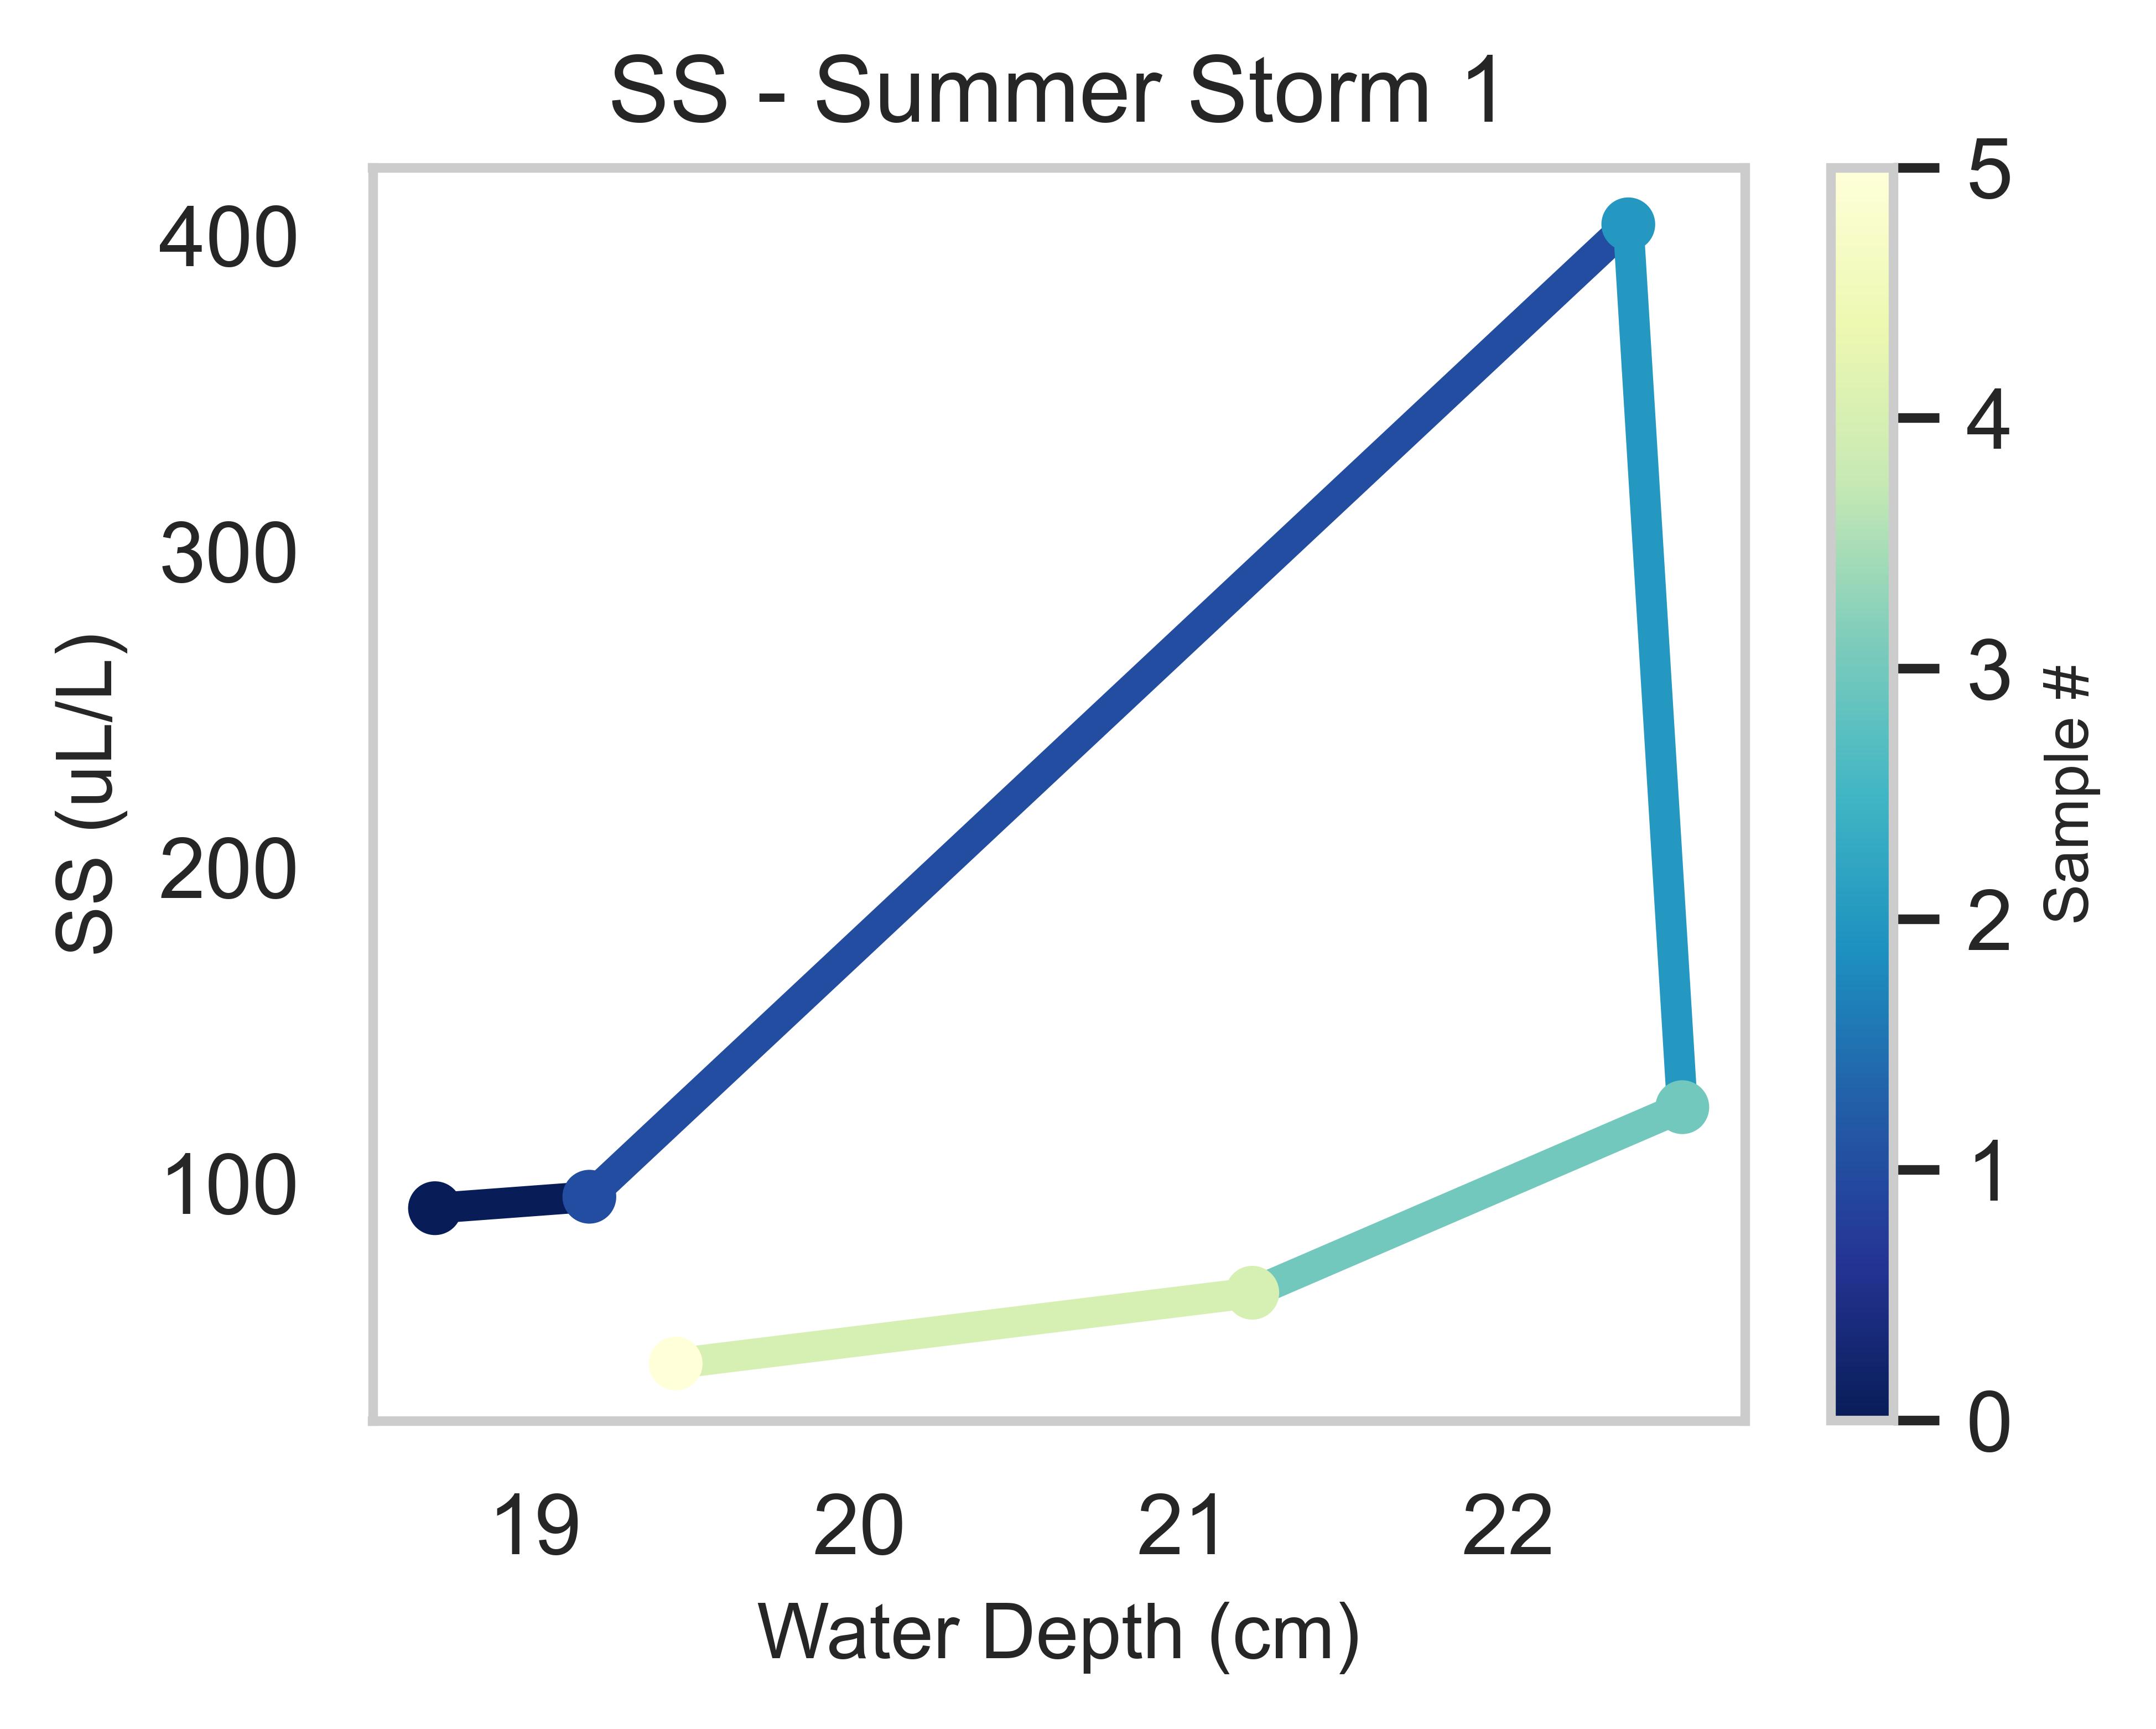 SS - Summer Storm 1
SS (uL/L)
400
300
200
100
19 20 21 22
Water Depth (cm)
5
4
3
2
1
0
Sample #